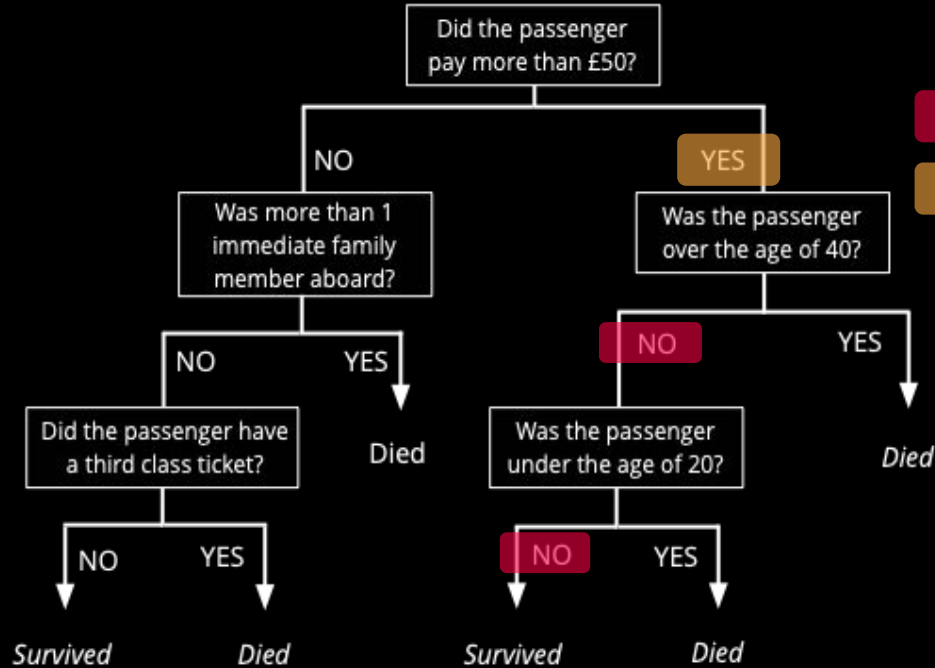 Did the passenger
pay more than £50?
NO
YES
Was more than 1
immediate family
member aboard?
Was the passenger
over the age of 40?
NO
YES
NO
YES
Did the passenger have
a third class ticket?
Died
Was the passenger
under the age of 20?
Died
NO
YES
NO
YES
Survived
Died
Survived
Died